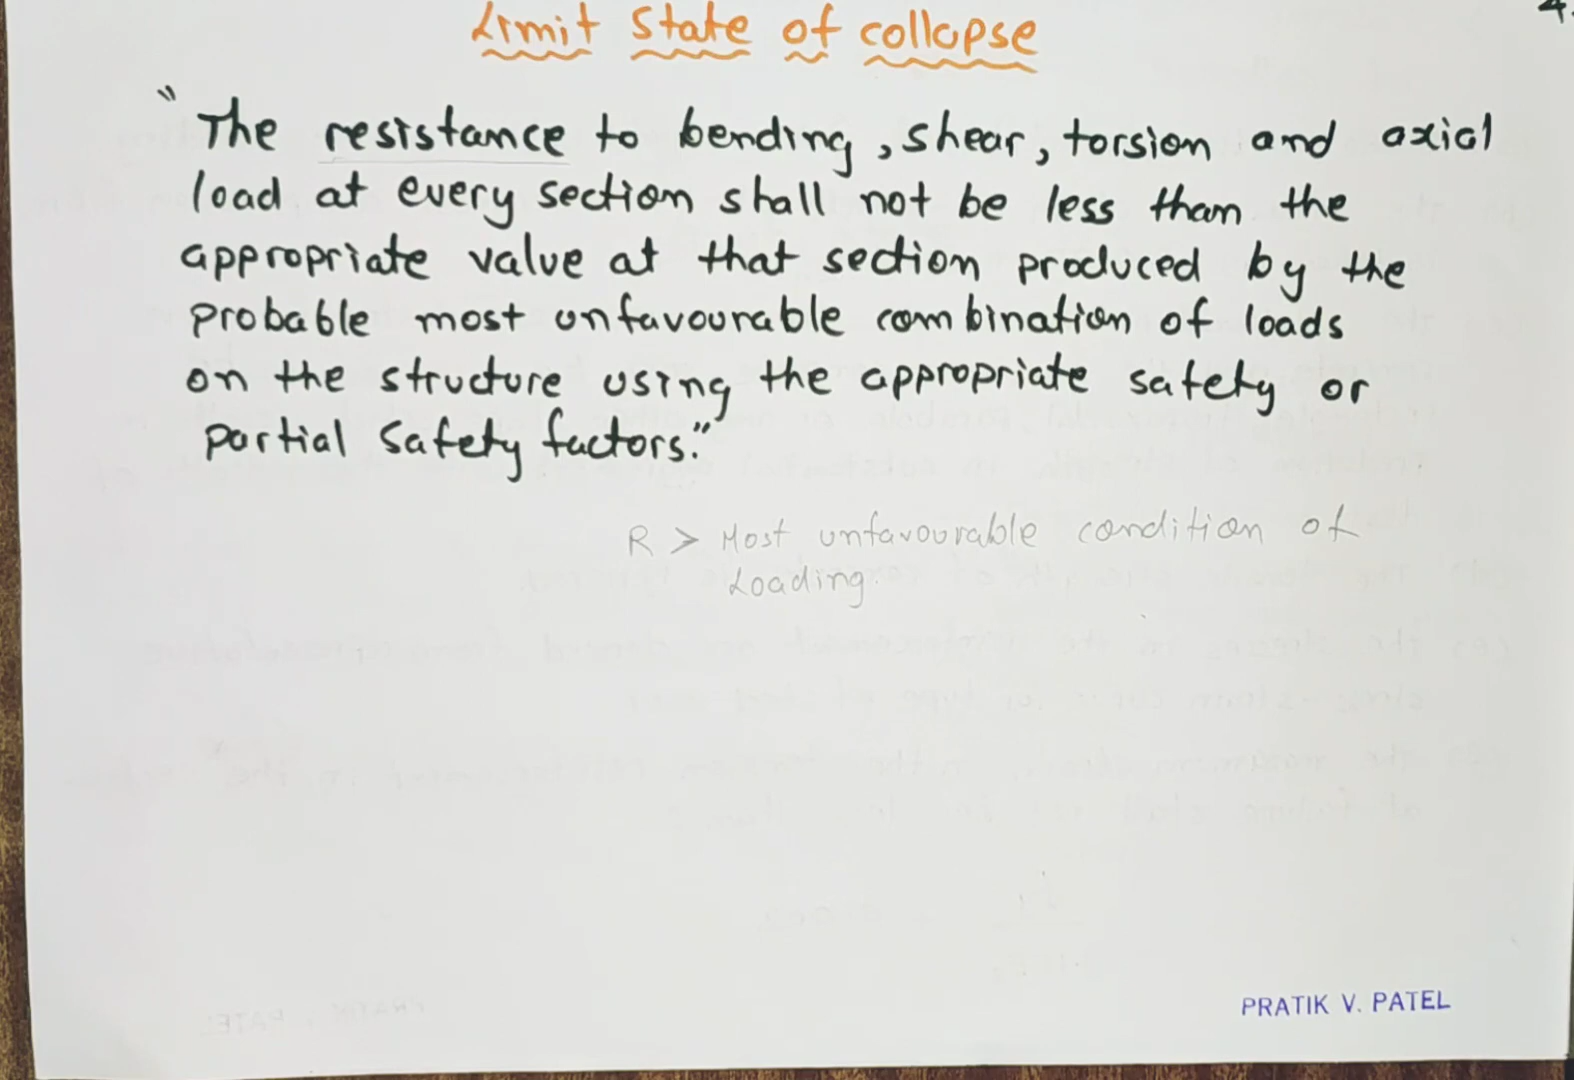 Limit state of collapse
4.
"The resistance to bending, shear, torsion and axial
load at every section shall not be less than the
appropriate value at that section produced by the
probable most unfavourable combination of loads
on the structure using the appropriate safety or
partial safety factors."
R > Most unfavourable condition of
Loading.
PRATIK V. PATEL